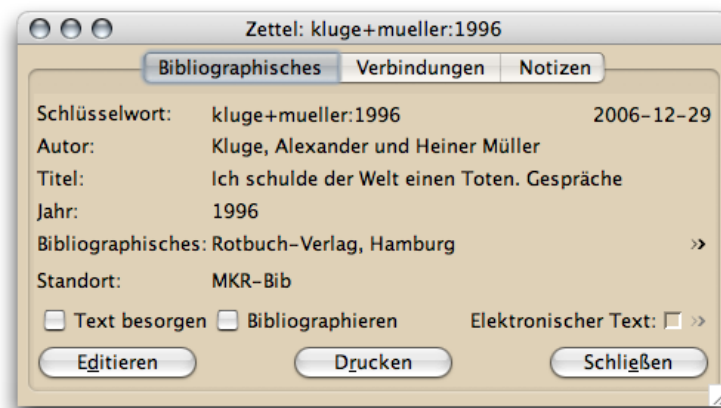 Zettel: kluge+mueller:1996
Bibliographisches Verbindungen Notizen
Schlüsselwort: kluge+mueller:1996 2006-12-29
Autor: Kluge, Alexander und Heiner Müller
Titel: Ich schulde der Welt einen Toten. Gespräche
Jahr: 1996
Bibliographisches: Rotbuch-Verlag, Hamburg »
Standort: MKR-Bib
Text besorgen Bibliographieren Elektronischer Text: »
Editieren Drucken Schließen